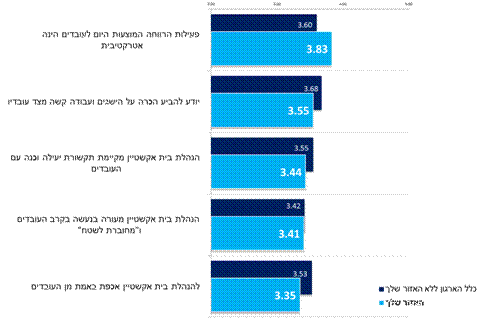 פעילות הרווחה המוצעות היום לעובדים הינה
אטרקטיבית
3.60
3.83
יודע להביע הכרה על הישגים ועבודה קשה מצד עובדיו
3.68
3.55
הנהלת בית אקשטיין מקיימת תקשורת יעילה וכנה עם
העובדים
3.55
3.44
הנהלת בית אקשטיין מעורה בנעשה בקרב העובדים
ו"מחוברת לשטח"
3.42
3.41
להנהלת בית אקשטיין אכפת באמת מן העובדים
3.53
3.35
כלל הארגון ללא האזור שלך
האזור שלך